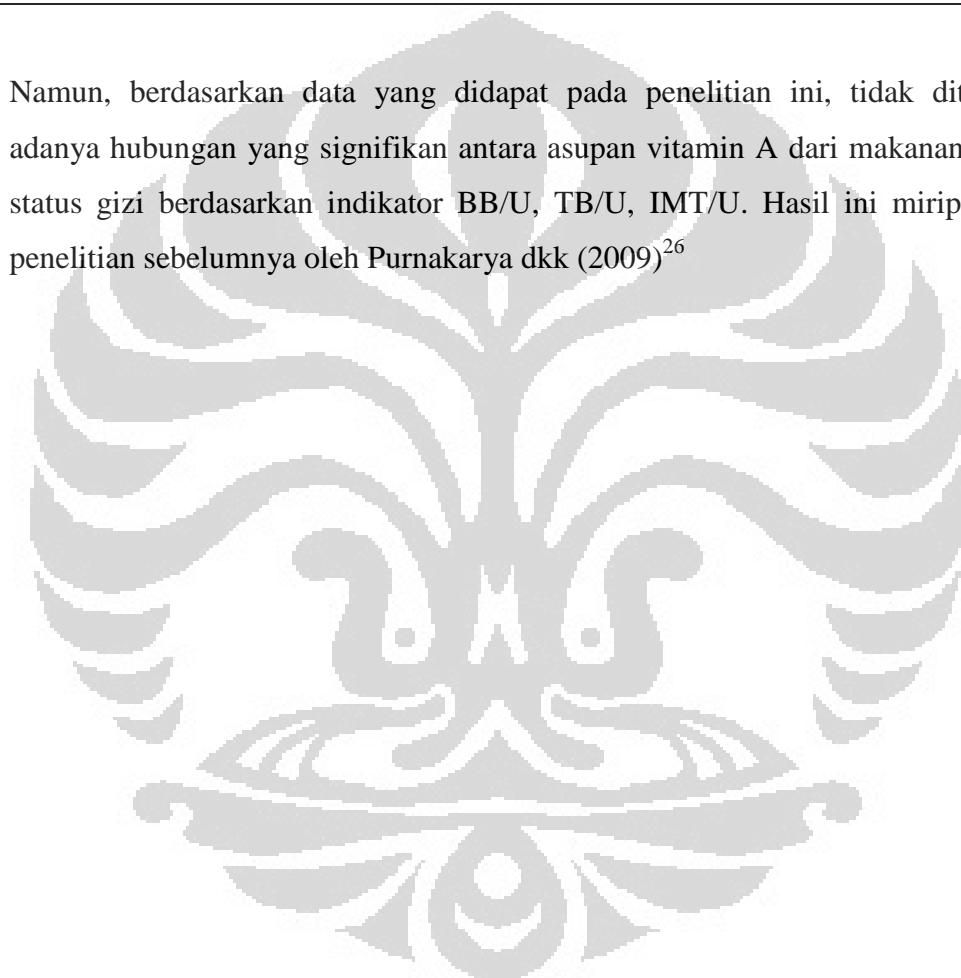 Namun, berdasarkan data yang didapat pada penelitian ini, tidak dit
adanya hubungan yang signifikan antara asupan vitamin A dari makanan
status gizi berdasarkan indikator BB/U, TB/U, IMT/U. Hasil ini mirip
penelitian sebelumnya oleh Purnakarya dkk (2009)26